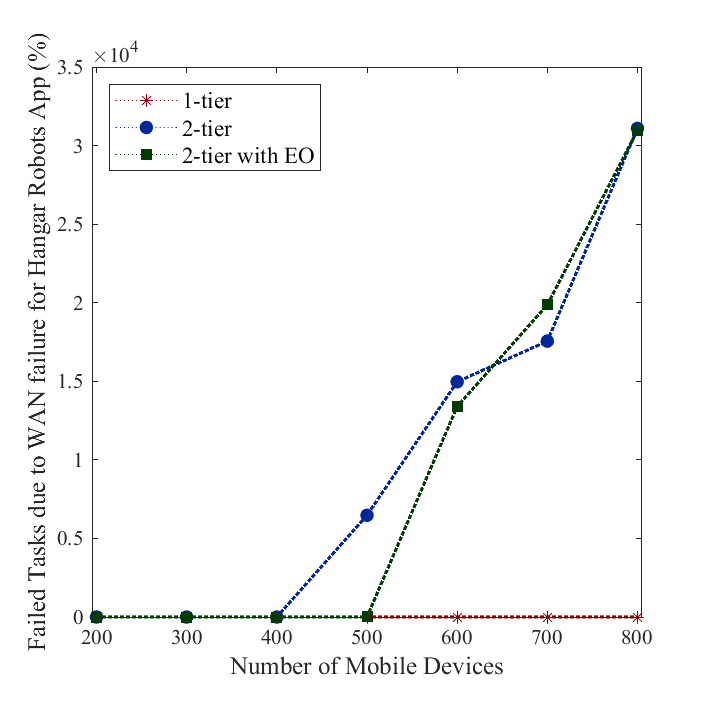 ×10^4
3.5
3
2.5
2
1.5
1
0.5
0
1-tier
2-tier
2-tier with EO
Failed Tasks due to WAN failure for Hangar Robots App (%)
200 300 400 500 600 700 800
Number of Mobile Devices